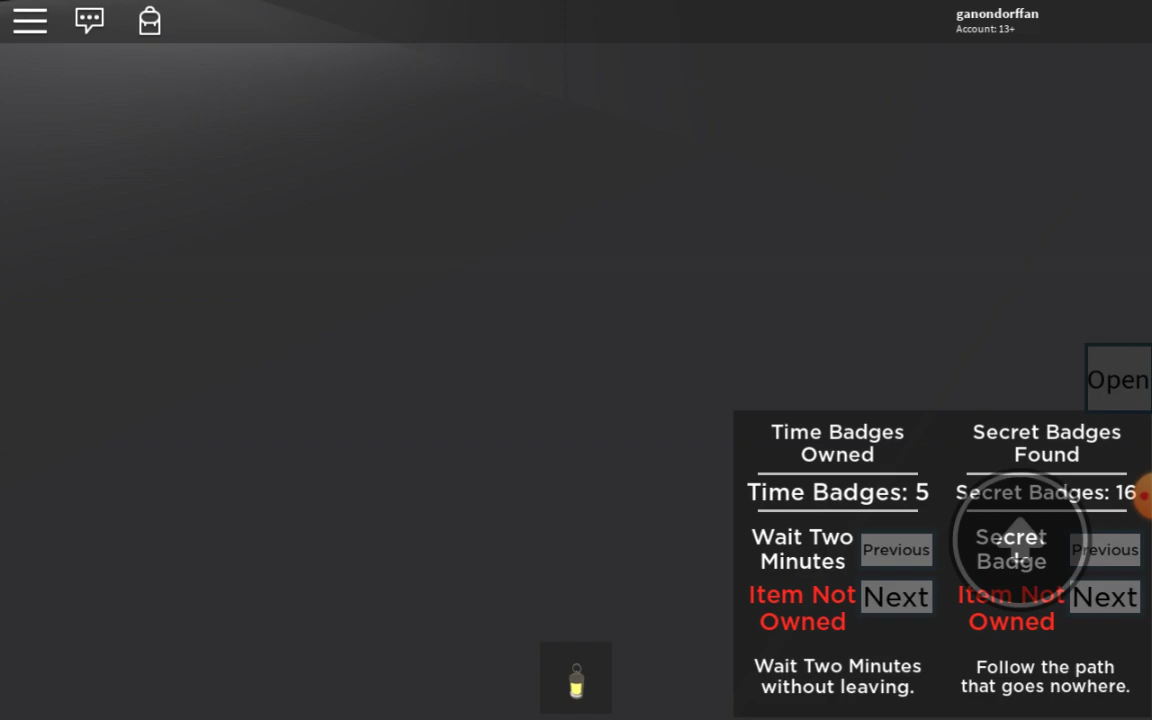 ganondorffan
Account: 13+
Open
Time Badges
Owned
Time Badges: 5
Wait Two
Minutes
Previous
Item Not
Owned
Next
Wait Two Minutes
without leaving.
Secret Badges
Found
Secret Badges: 16
Secret
Badge
Previous
Item Not
Owned
Next
Follow the path
that goes nowhere.